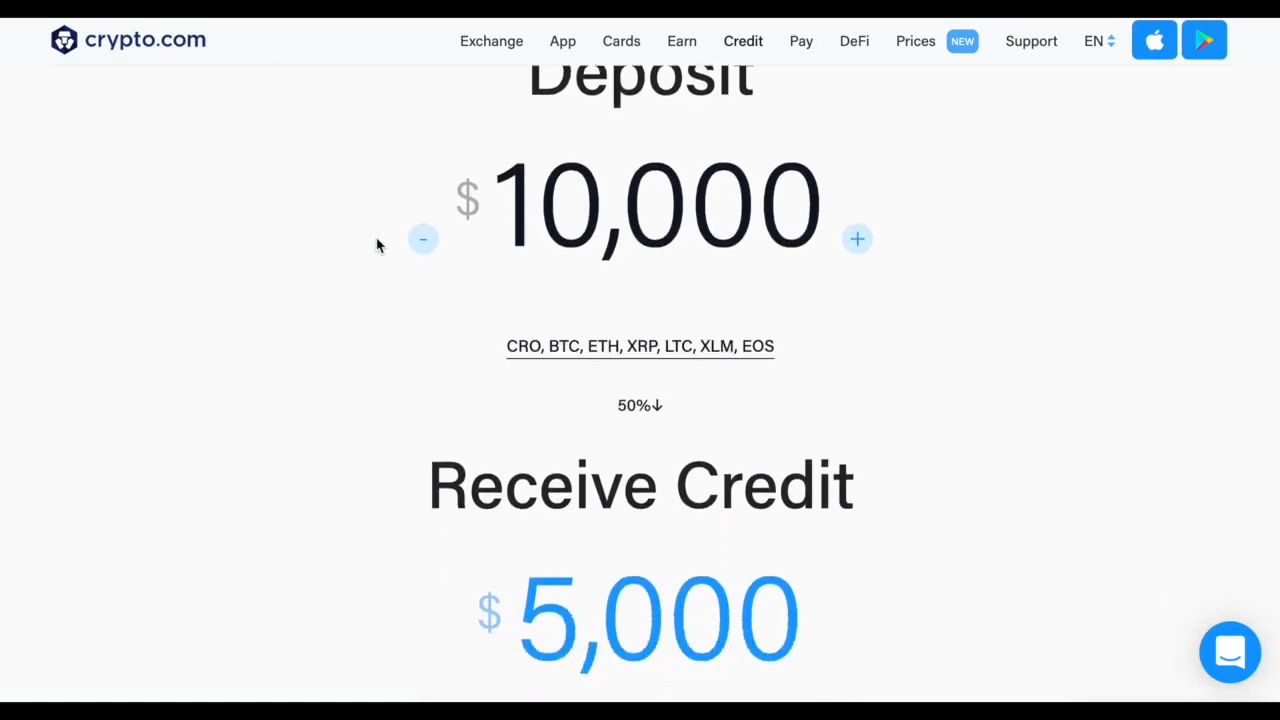 crypto.com Exchange App Cards Earn Credit Pay DeFi Prices NEW Support EN
Deposit
$10,000
- +
CRO, BTC, ETH, XRP, LTC, XLM, EOS
50%↓
Receive Credit
$5,000